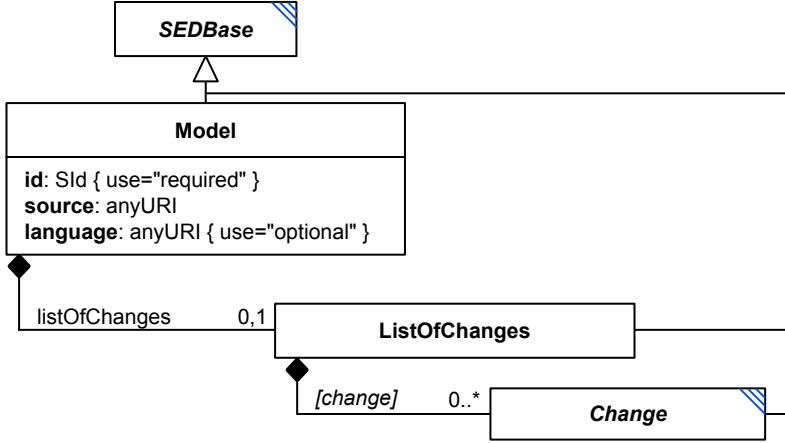 SEDBase
Model
id: SId { use="required" }
source: anyURI
language: anyURI { use="optional" }
listOfChanges 0,1
ListOfChanges
[change] 0..*
Change